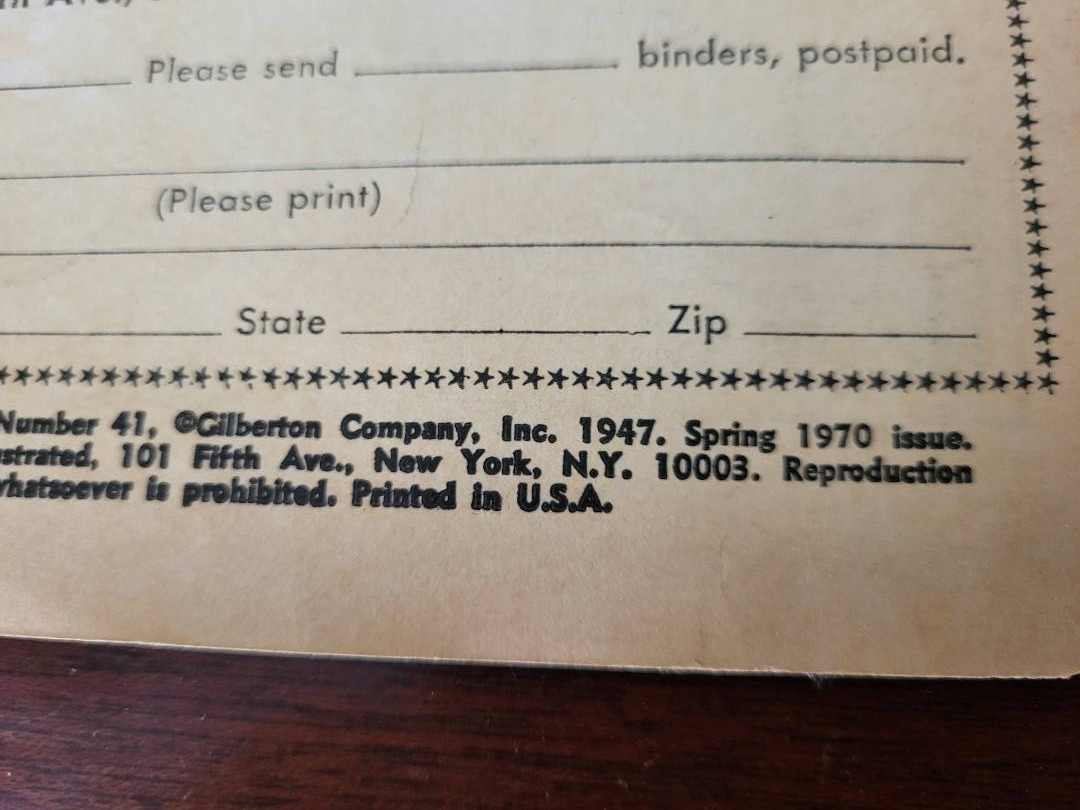 Please send binders, postpaid.
(Please print)
State Zip
Number 41, ©Gilberton Company, Inc. 1947. Spring 1970 issue.
strated, 101 Fifth Ave., New York, N.Y. 10003. Reproduction
whatsoever is prohibited. Printed in U.S.A.